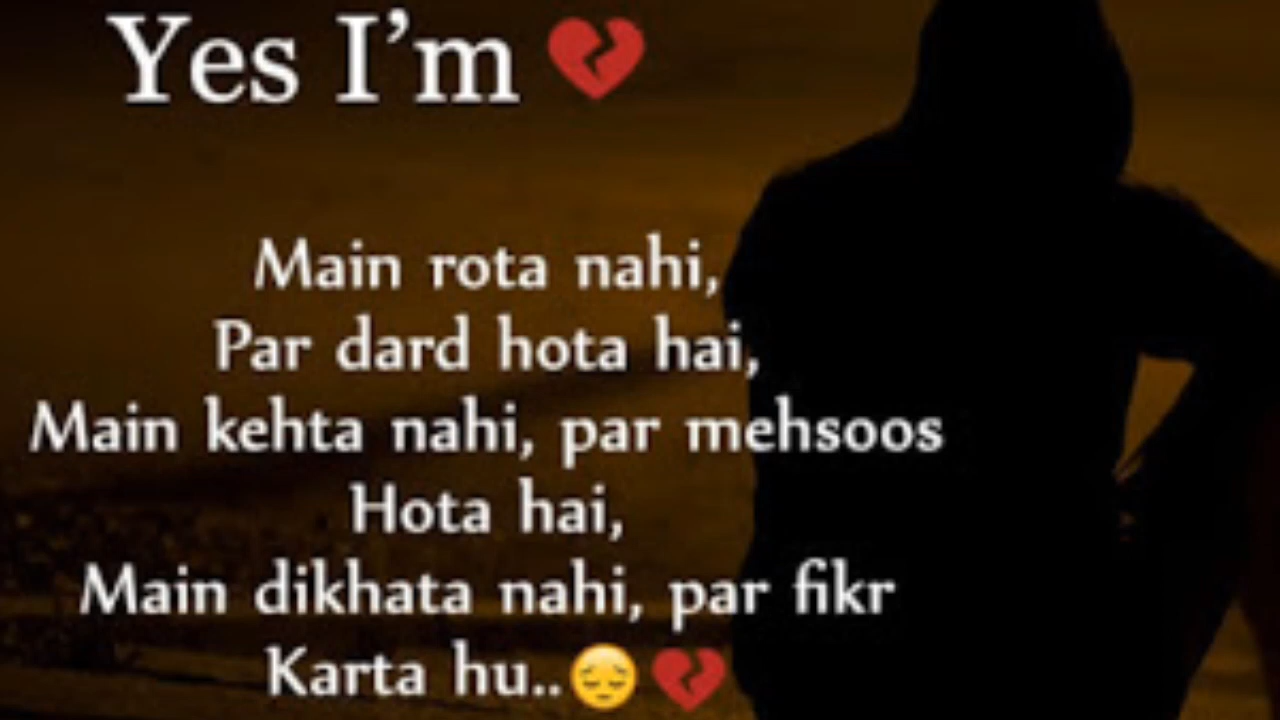 Yes I'm 💔
Main rota nahi,
Par dard hota hai,
Main kehta nahi, par mehsoos
Hota hai,
Main dikhata nahi, par fikr
Karta hu..😔 💔